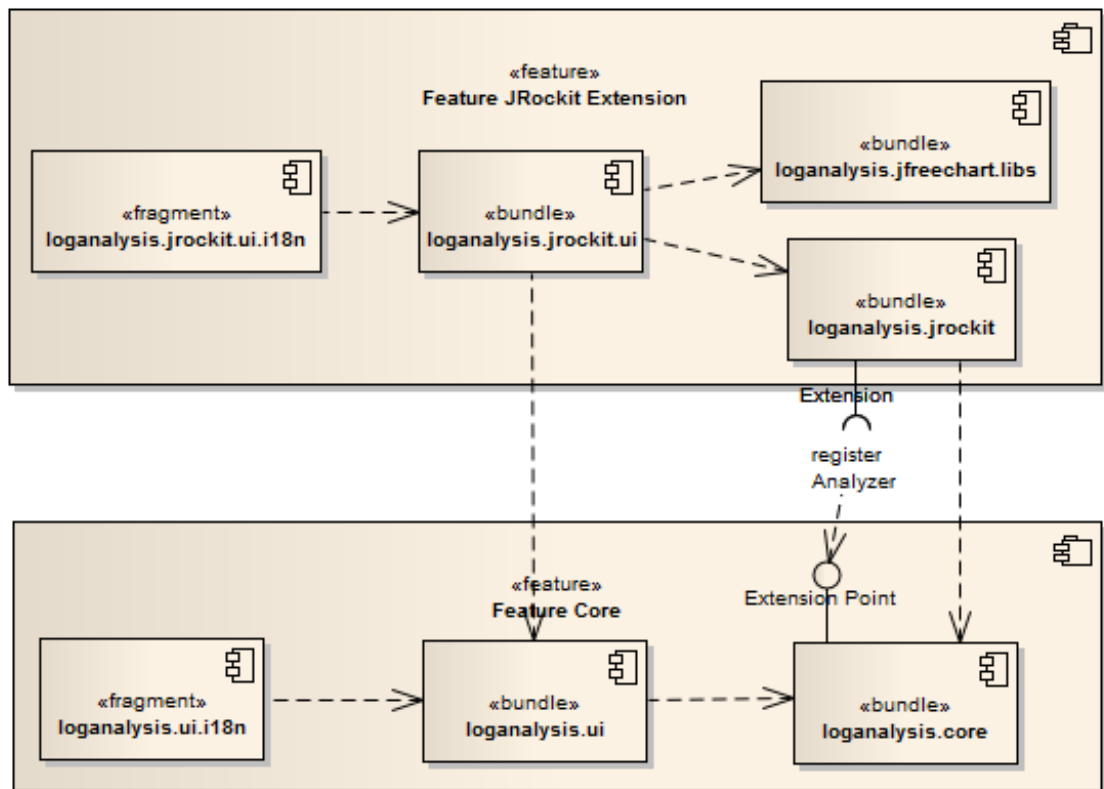 «feature»
Feature JRockit Extension
«bundle»
loganalysis.jfreechart.libs
«fragment»
loganalysis.jrockit.ui.i18n
«bundle»
loganalysis.jrockit.ui
«bundle»
loganalysis.jrockit
Extension
register
Analyzer
«feature»
Feature Core
Extension Point
«fragment»
loganalysis.ui.i18n
«bundle»
loganalysis.ui
«bundle»
loganalysis.core